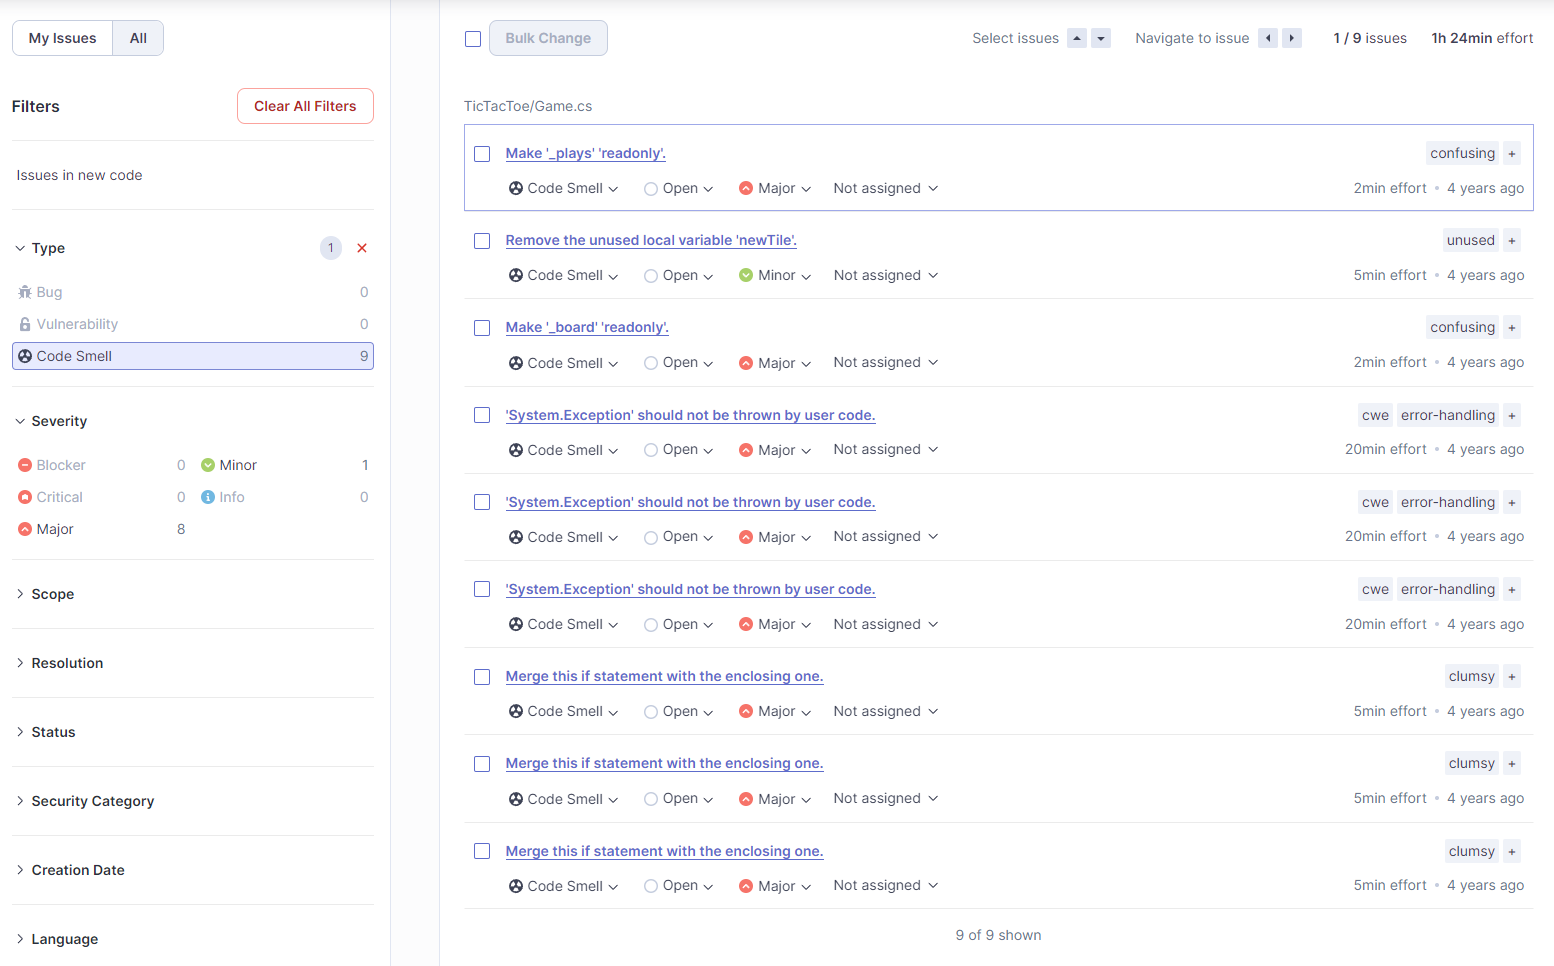 My Issues All
Filters Clear All Filters
Issues in new code
Type 1
Bug 0
Vulnerability 0
Code Smell 9
Severity
Blocker 0 Minor 1
Critical 0 Info 0
Major 8
Scope
Resolution
Status
Security Category
Creation Date
Language
Bulk Change Select issues Navigate to issue 1 / 9 issues 1h 24min effort
TicTacToe/Game.cs
Make '_plays' 'readonly'. confusing +
Code Smell Open Major Not assigned 2min effort • 4 years ago
Remove the unused local variable 'newTile'. unused +
Code Smell Open Minor Not assigned 5min effort • 4 years ago
Make '_board' 'readonly'. confusing +
Code Smell Open Major Not assigned 2min effort • 4 years ago
'System.Exception' should not be thrown by user code. cwe error-handling +
Code Smell Open Major Not assigned 20min effort • 4 years ago
'System.Exception' should not be thrown by user code. cwe error-handling +
Code Smell Open Major Not assigned 20min effort • 4 years ago
'System.Exception' should not be thrown by user code. cwe error-handling +
Code Smell Open Major Not assigned 20min effort • 4 years ago
Merge this if statement with the enclosing one. clumsy +
Code Smell Open Major Not assigned 5min effort • 4 years ago
Merge this if statement with the enclosing one. clumsy +
Code Smell Open Major Not assigned 5min effort • 4 years ago
Merge this if statement with the enclosing one. clumsy +
Code Smell Open Major Not assigned 5min effort • 4 years ago
9 of 9 shown